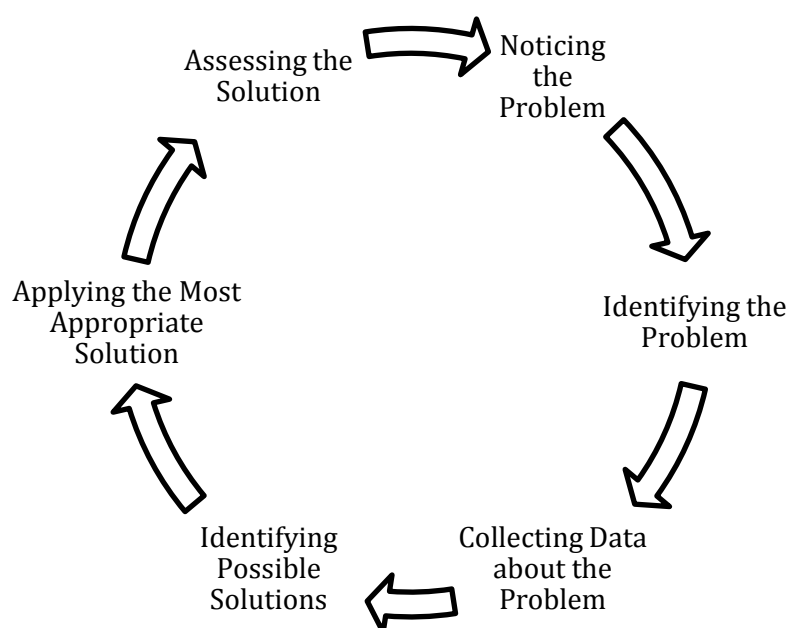 Noticing
the
Problem
Identifying the
Problem
Collecting Data
about the
Problem
Identifying
Possible
Solutions
Applying the Most
Appropriate
Solution
Assessing the
Solution